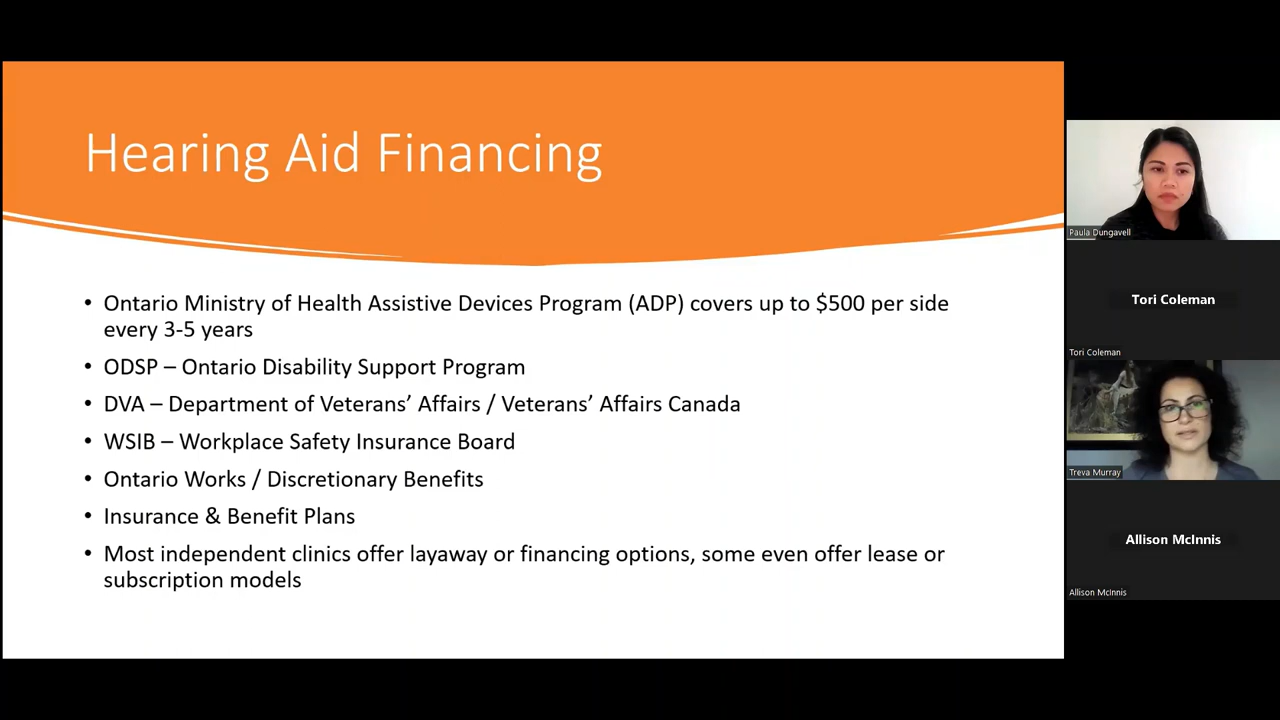 Hearing Aid Financing
• Ontario Ministry of Health Assistive Devices Program (ADP) covers up to $500 per side
every 3-5 years
• ODSP – Ontario Disability Support Program
• DVA – Department of Veterans’ Affairs / Veterans’ Affairs Canada
• WSIB – Workplace Safety Insurance Board
• Ontario Works / Discretionary Benefits
• Insurance & Benefit Plans
• Most independent clinics offer layaway or financing options, some even offer lease or
subscription models
Paula Dungavell
Tori Coleman
Tori Coleman
Treva Murray
Allison McInnis
Allison McInnis